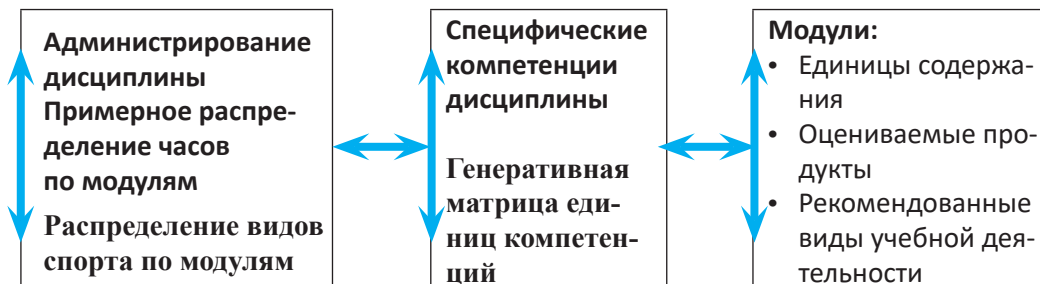 Администрирование
дисциплины
Примерное распре-
деление часов
по модулям
Распределение видов
спорта по модулям
Специфические
компетенции
дисциплины
Генеративная
матрица еди-
ниц компетен-
ций
Модули:
• Единицы содержа-
ния
• Оцениваемые про-
дукты
• Рекомендованные
виды учебной дея-
тельности